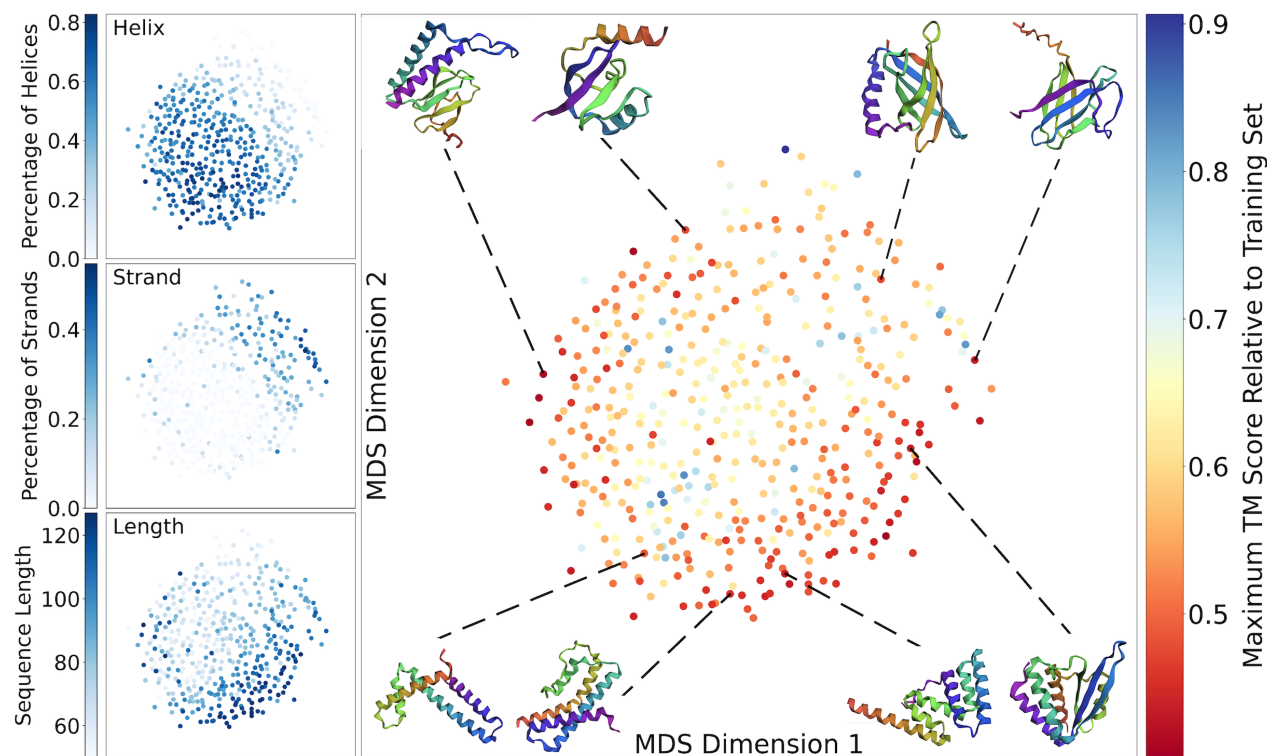 Percentage of Helices
0.8
0.6
0.4
0.2
0.0
Helix
Percentage of Strands
0.4
0.2
0.0
Strand
Sequence Length
120
100
80
60
Length
MDS Dimension 2
MDS Dimension 1
0.9
0.8
0.7
0.6
0.5
Maximum TM Score Relative to Training Set